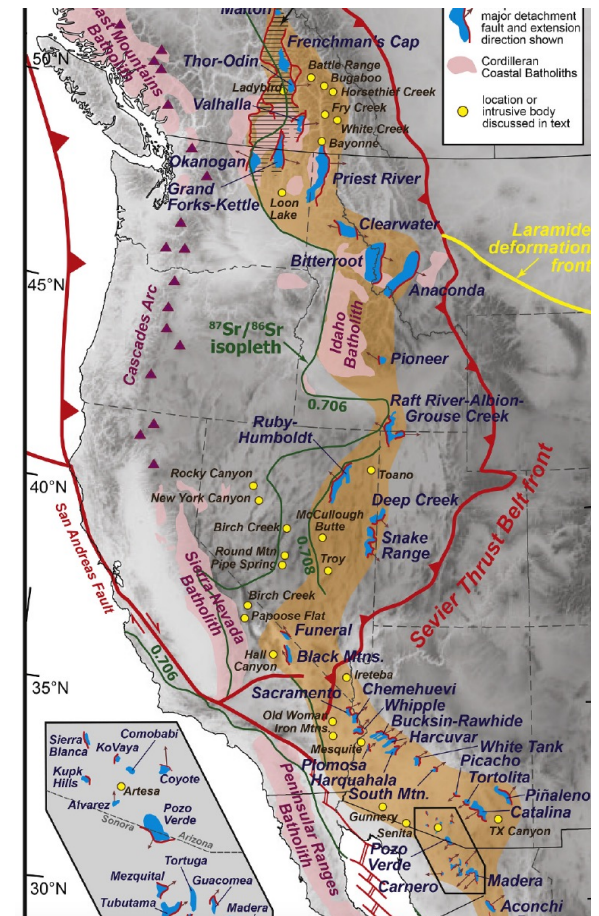 Malton
major detachment
fault and extension
direction shown
Cordilleran
Coastal Batholiths
location or
intrusive body
discussed in text
50°N
Coast Mountains
Batholith
Frenchman's Cap
Thor-Odin
Battle Range
Bugaboo
Ladybird
Horsethief Creek
Valhalla
Fry Creek
White Creek
Bayonne
Okanogan
Grand
Forks-Kettle
Priest River
Loon
Lake
Clearwater
Laramide
deformation
front
Bitterroot
45°N
Anaconda
Cascades Arc
87Sr/86Sr
isopleth
Idaho
Batholith
Pioneer
0.706
Raft River-Albion-
Grouse Creek
Ruby-
Humboldt
Rocky Canyon
Toano
40°N
New York Canyon
Deep Creek
McCullough
Butte
Birch Creek
Snake
Range
Sevier Thrust Belt front
San Andreas Fault
Round Mtn
Pipe Spring
0.708
Troy
Sierra Nevada
Batholith
Birch Creek
Papoose Flat
Funeral
0.706
Hall
Canyon
Black Mtns.
35°N
Ireteba
Sacramento
Chemehuevi
Whipple
Old Woman
Iron Mtns.
Bucksin-Rawhide
Harcuvar
Mesquite
White Tank
Plomosa
Harquahala
Picacho
Tortolita
Peninsular Ranges
Batholith
South Mtn.
Piñaleno
Catalina
Gunnery
Senita
TX Canyon
Pozo
Verde
Carnero
Madera
30°N
Aconchi
Sierra
Blanca
Comobabi
KoVaya
Kupk
Hills
Coyote
Artesa
Alvarez
Pozo
Verde
Sonora
Arizona
Tortuga
Mezquital
Guacomea
Tubutama
Madera